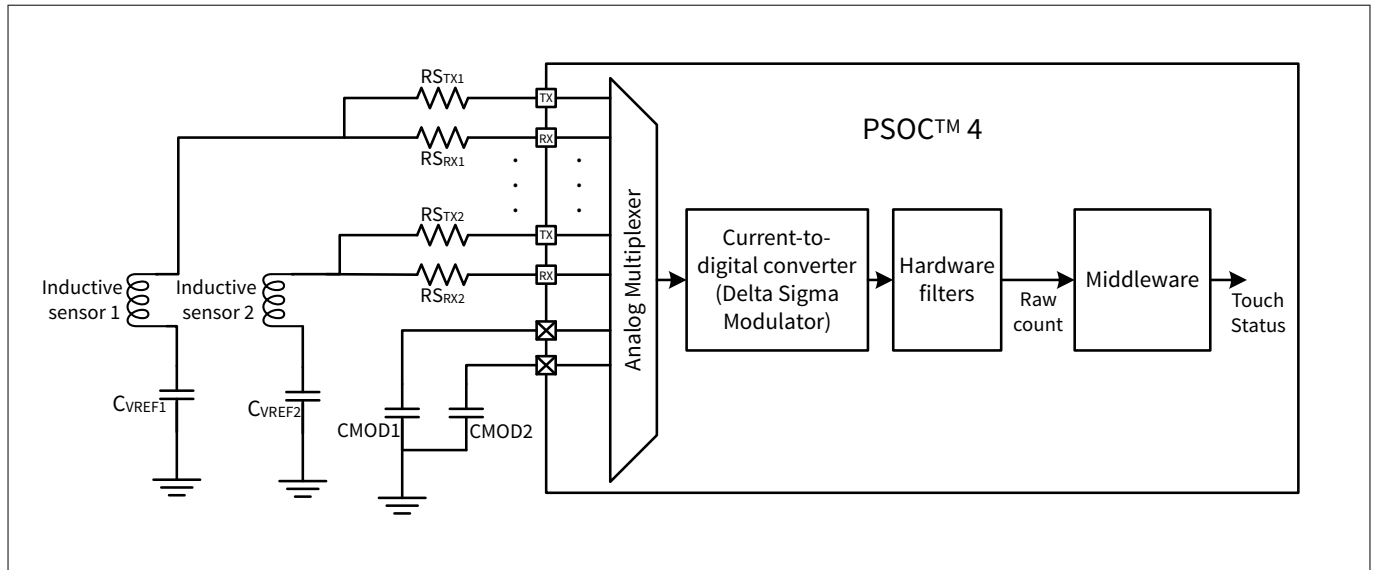 RSTX1
TX
PSOC™ 4
RX
RSRX1
RSTX2
TX
RX
RSRX2
Inductive
sensor 1
Inductive
sensor 2
CVREF1
CVREF2
CMOD1
CMOD2
Analog Multiplexer
Current-to-
digital converter
(Delta Sigma
Modulator)
Hardware
filters
Raw
count
Middleware
Touch
Status